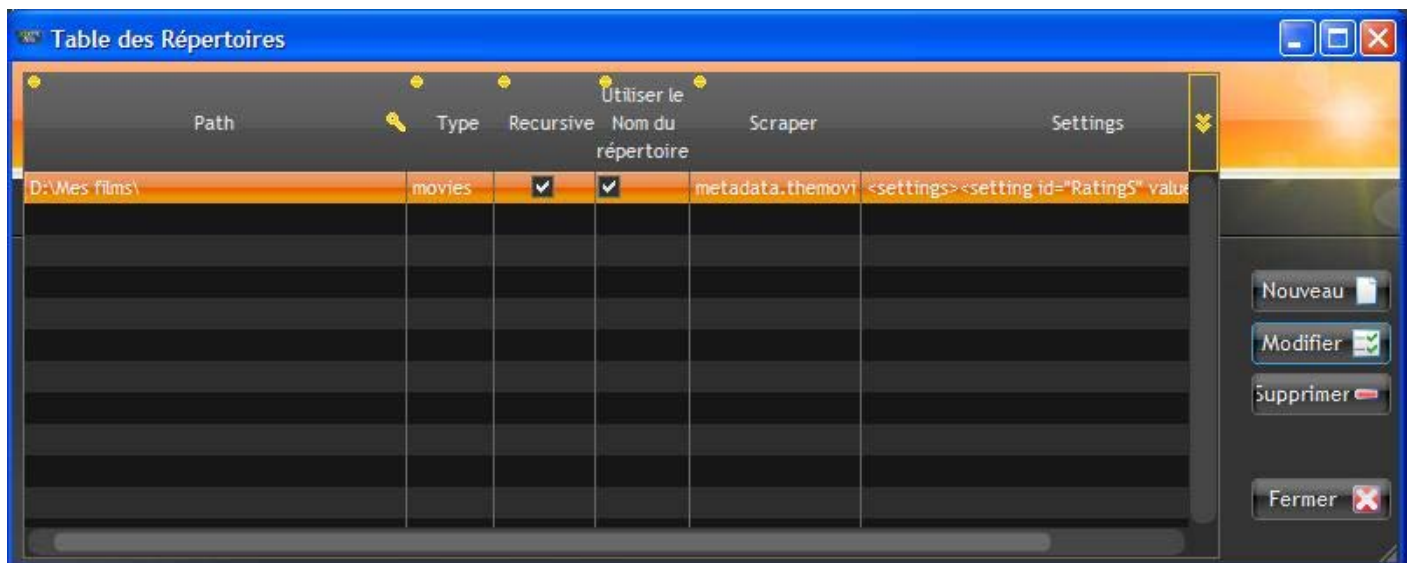 Table des Répertoires
Path
Type
Recursive
Utiliser le
Nom du
répertoire
Scraper
Settings
D:\Mes films\
movies
metadata.themovi
<settings><setting id="RatingS" value
Nouveau
Modifier
Supprimer
Fermer